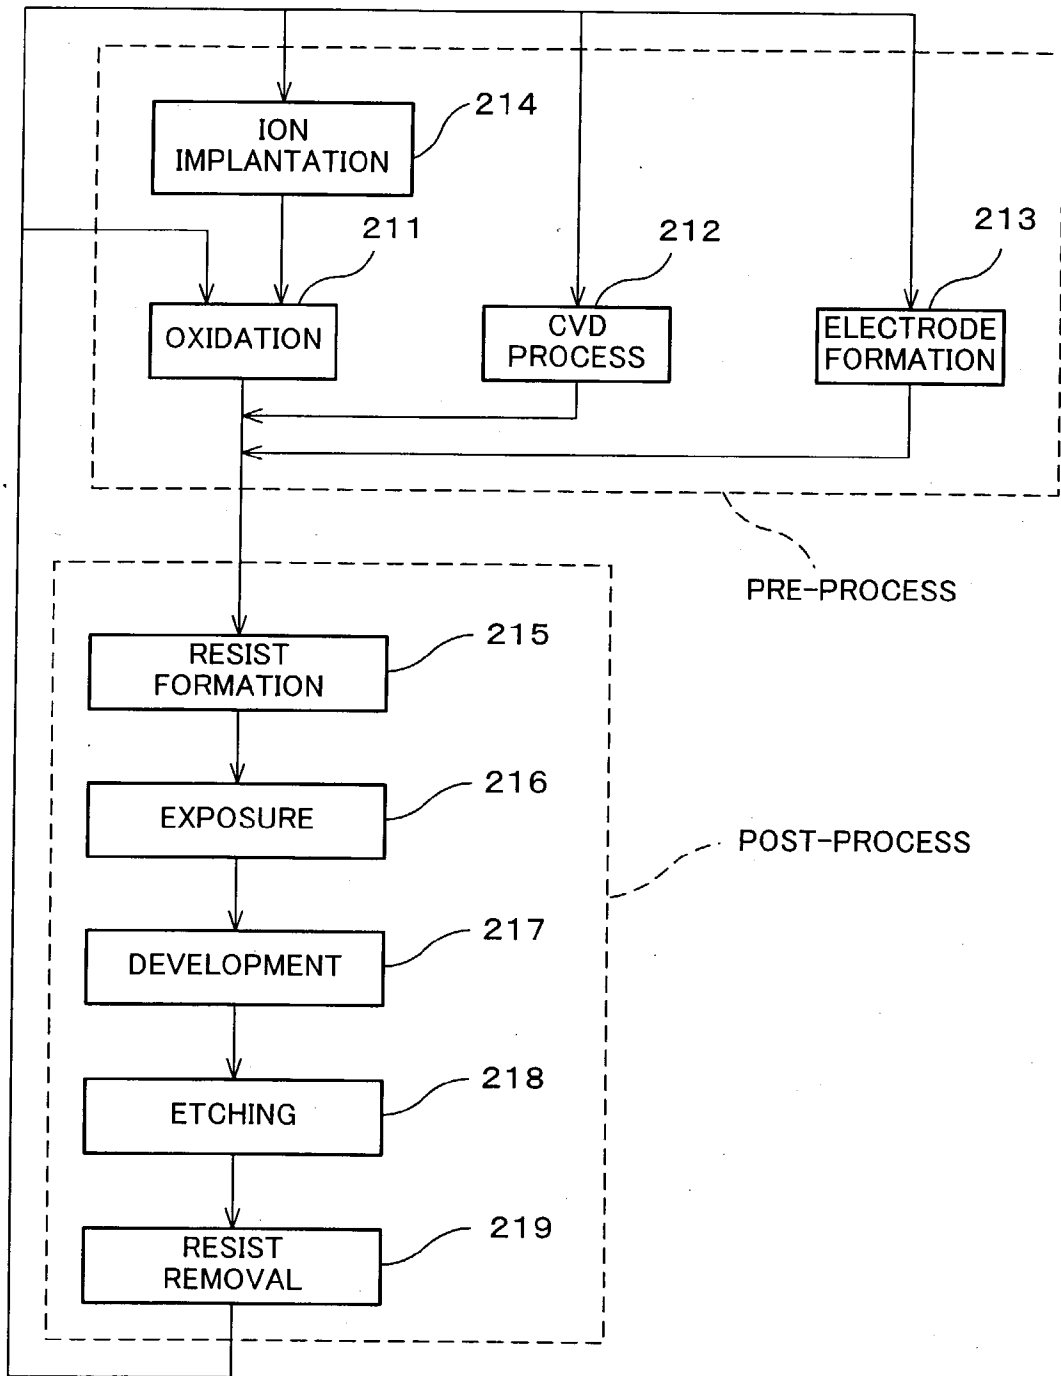 214
ION
IMPLANTATION
211
212
213
OXIDATION
CVD
PROCESS
ELECTRODE
FORMATION
PRE-PROCESS
215
RESIST
FORMATION
216
EXPOSURE
POST-PROCESS
217
DEVELOPMENT
218
ETCHING
219
RESIST
REMOVAL